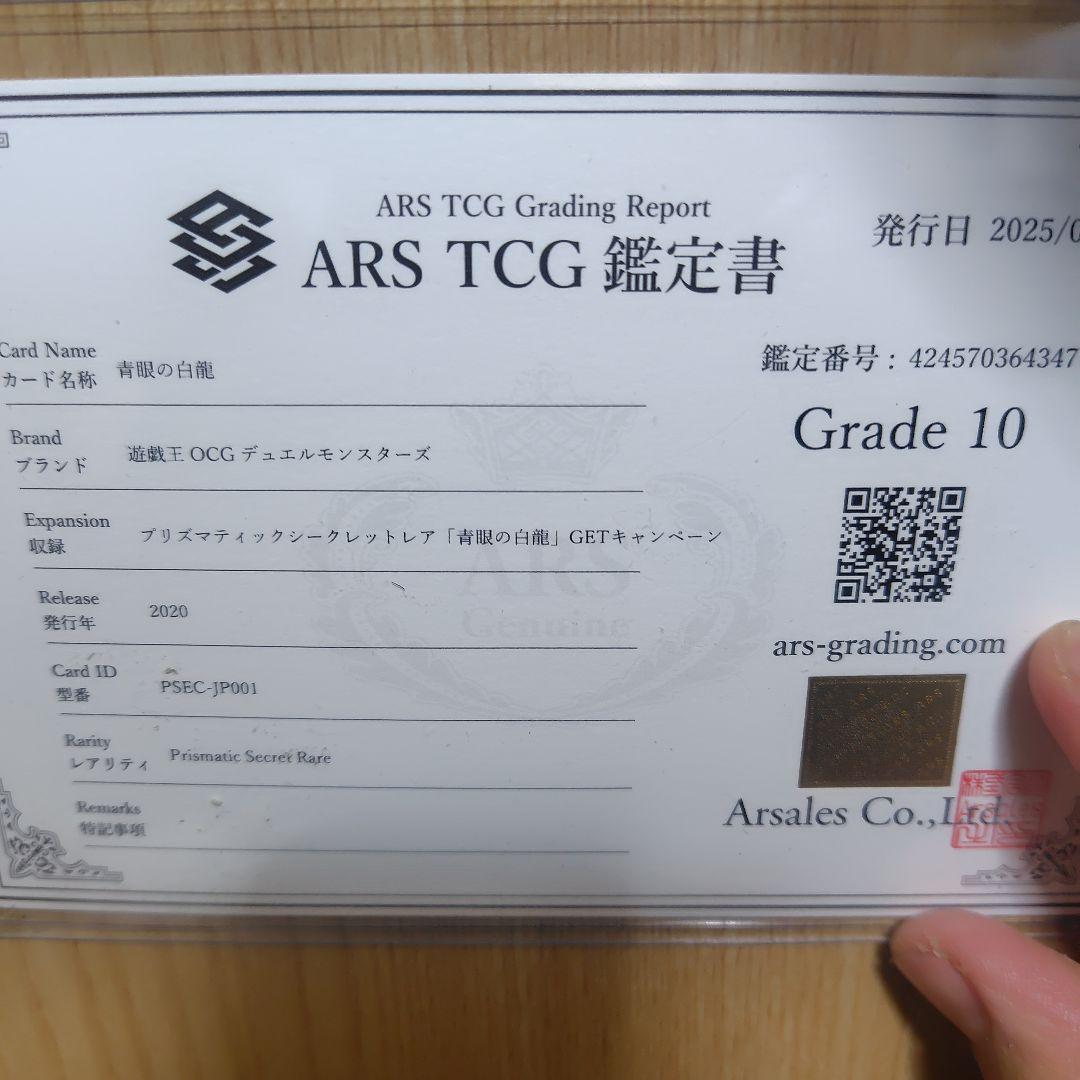 ARS TCG Grading Report
ARS TCG 鑑定書
発行日 2025/0
Card Name
カード名称 青眼の白龍
鑑定番号：424570364347
Grade 10
Brand
ブランド 遊戯王 OCG デュエルモンスターズ
Expansion
収録 プリズマティックシークレットレア「青眼の白龍」GETキャンペーン
Release
発行年 2020
Card ID
型番 PSEC-JP001
Rarity
レアリティ Prismatic Secret Rare
Remarks
特記事項
ARS
Genuine
ars-grading.com
Arsales Co.,Ltd.